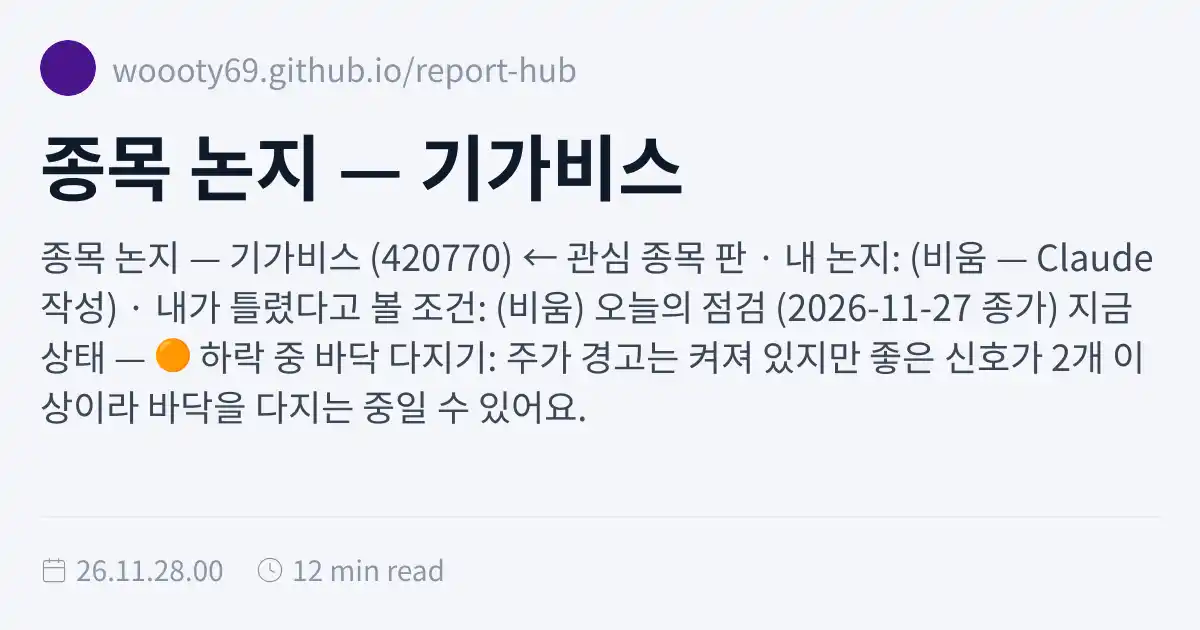 woooty69.github.io/report-hub
종목 논지 — 기가비스
종목 논지 — 기가비스 (420770) ← 관심 종목 판 · 내 논지: (비움 — Claude
작성) · 내가 틀렸다고 볼 조건: (비움) 오늘의 점검 (2026-11-27 종가) 지금
상태 — 🟠 하락 중 바닥 다지기: 주가 경고는 켜져 있지만 좋은 신호가 2개 이
상이라 바닥을 다지는 중일 수 있어요.
26.11.28.00
12 min read